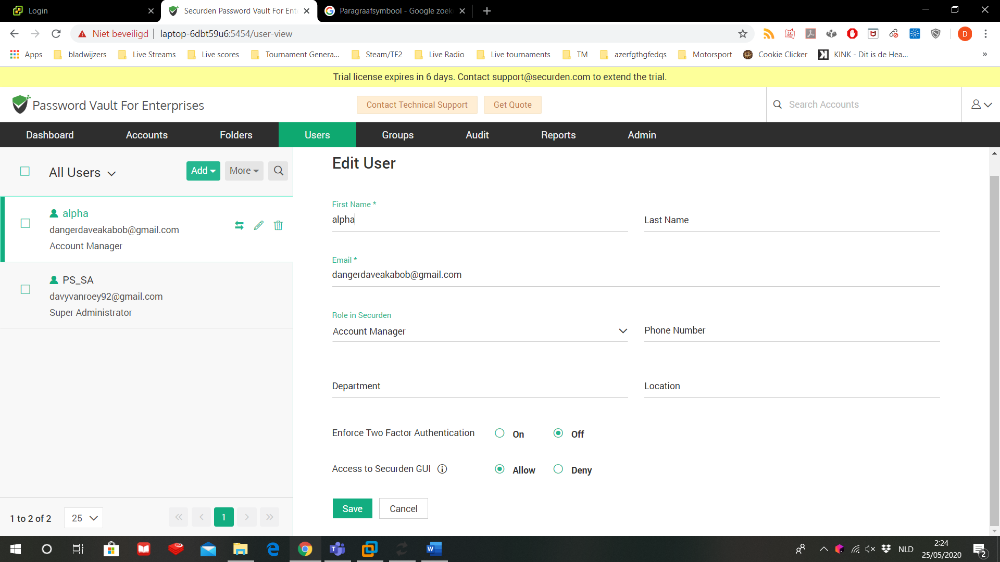 Login
Securden Password Vault For Ent
Paragraafsymbool - Google zoek
Niet beveiligd | laptop-6dbt59u6:5454/user-view
D
Apps bladwijzers Live Streams Live scores Tournament Genera... Steam/TF2 Live Radio Live tournaments TM azerfgthgfedqs Motorsport Cookie Clicker KINK - Dit is de Hea... »
Trial license expires in 6 days. Contact support@securden.com to extend the trial.
Password Vault For Enterprises
Contact Technical Support Get Quote
Search Accounts
Dashboard Accounts Folders Users Groups Audit Reports Admin
All Users
Add More
alpha
dangerdaveakabob@gmail.com
Account Manager
PS_SA
davyvanroey92@gmail.com
Super Administrator
1 to 2 of 2 25 1
Edit User
First Name *
alpha
Last Name
Email *
dangerdaveakabob@gmail.com
Role in Securden
Account Manager
Phone Number
Department
Location
Enforce Two Factor Authentication On Off
Access to Securden GUI Allow Deny
Save Cancel
NLD
2:24
25/05/2020
2